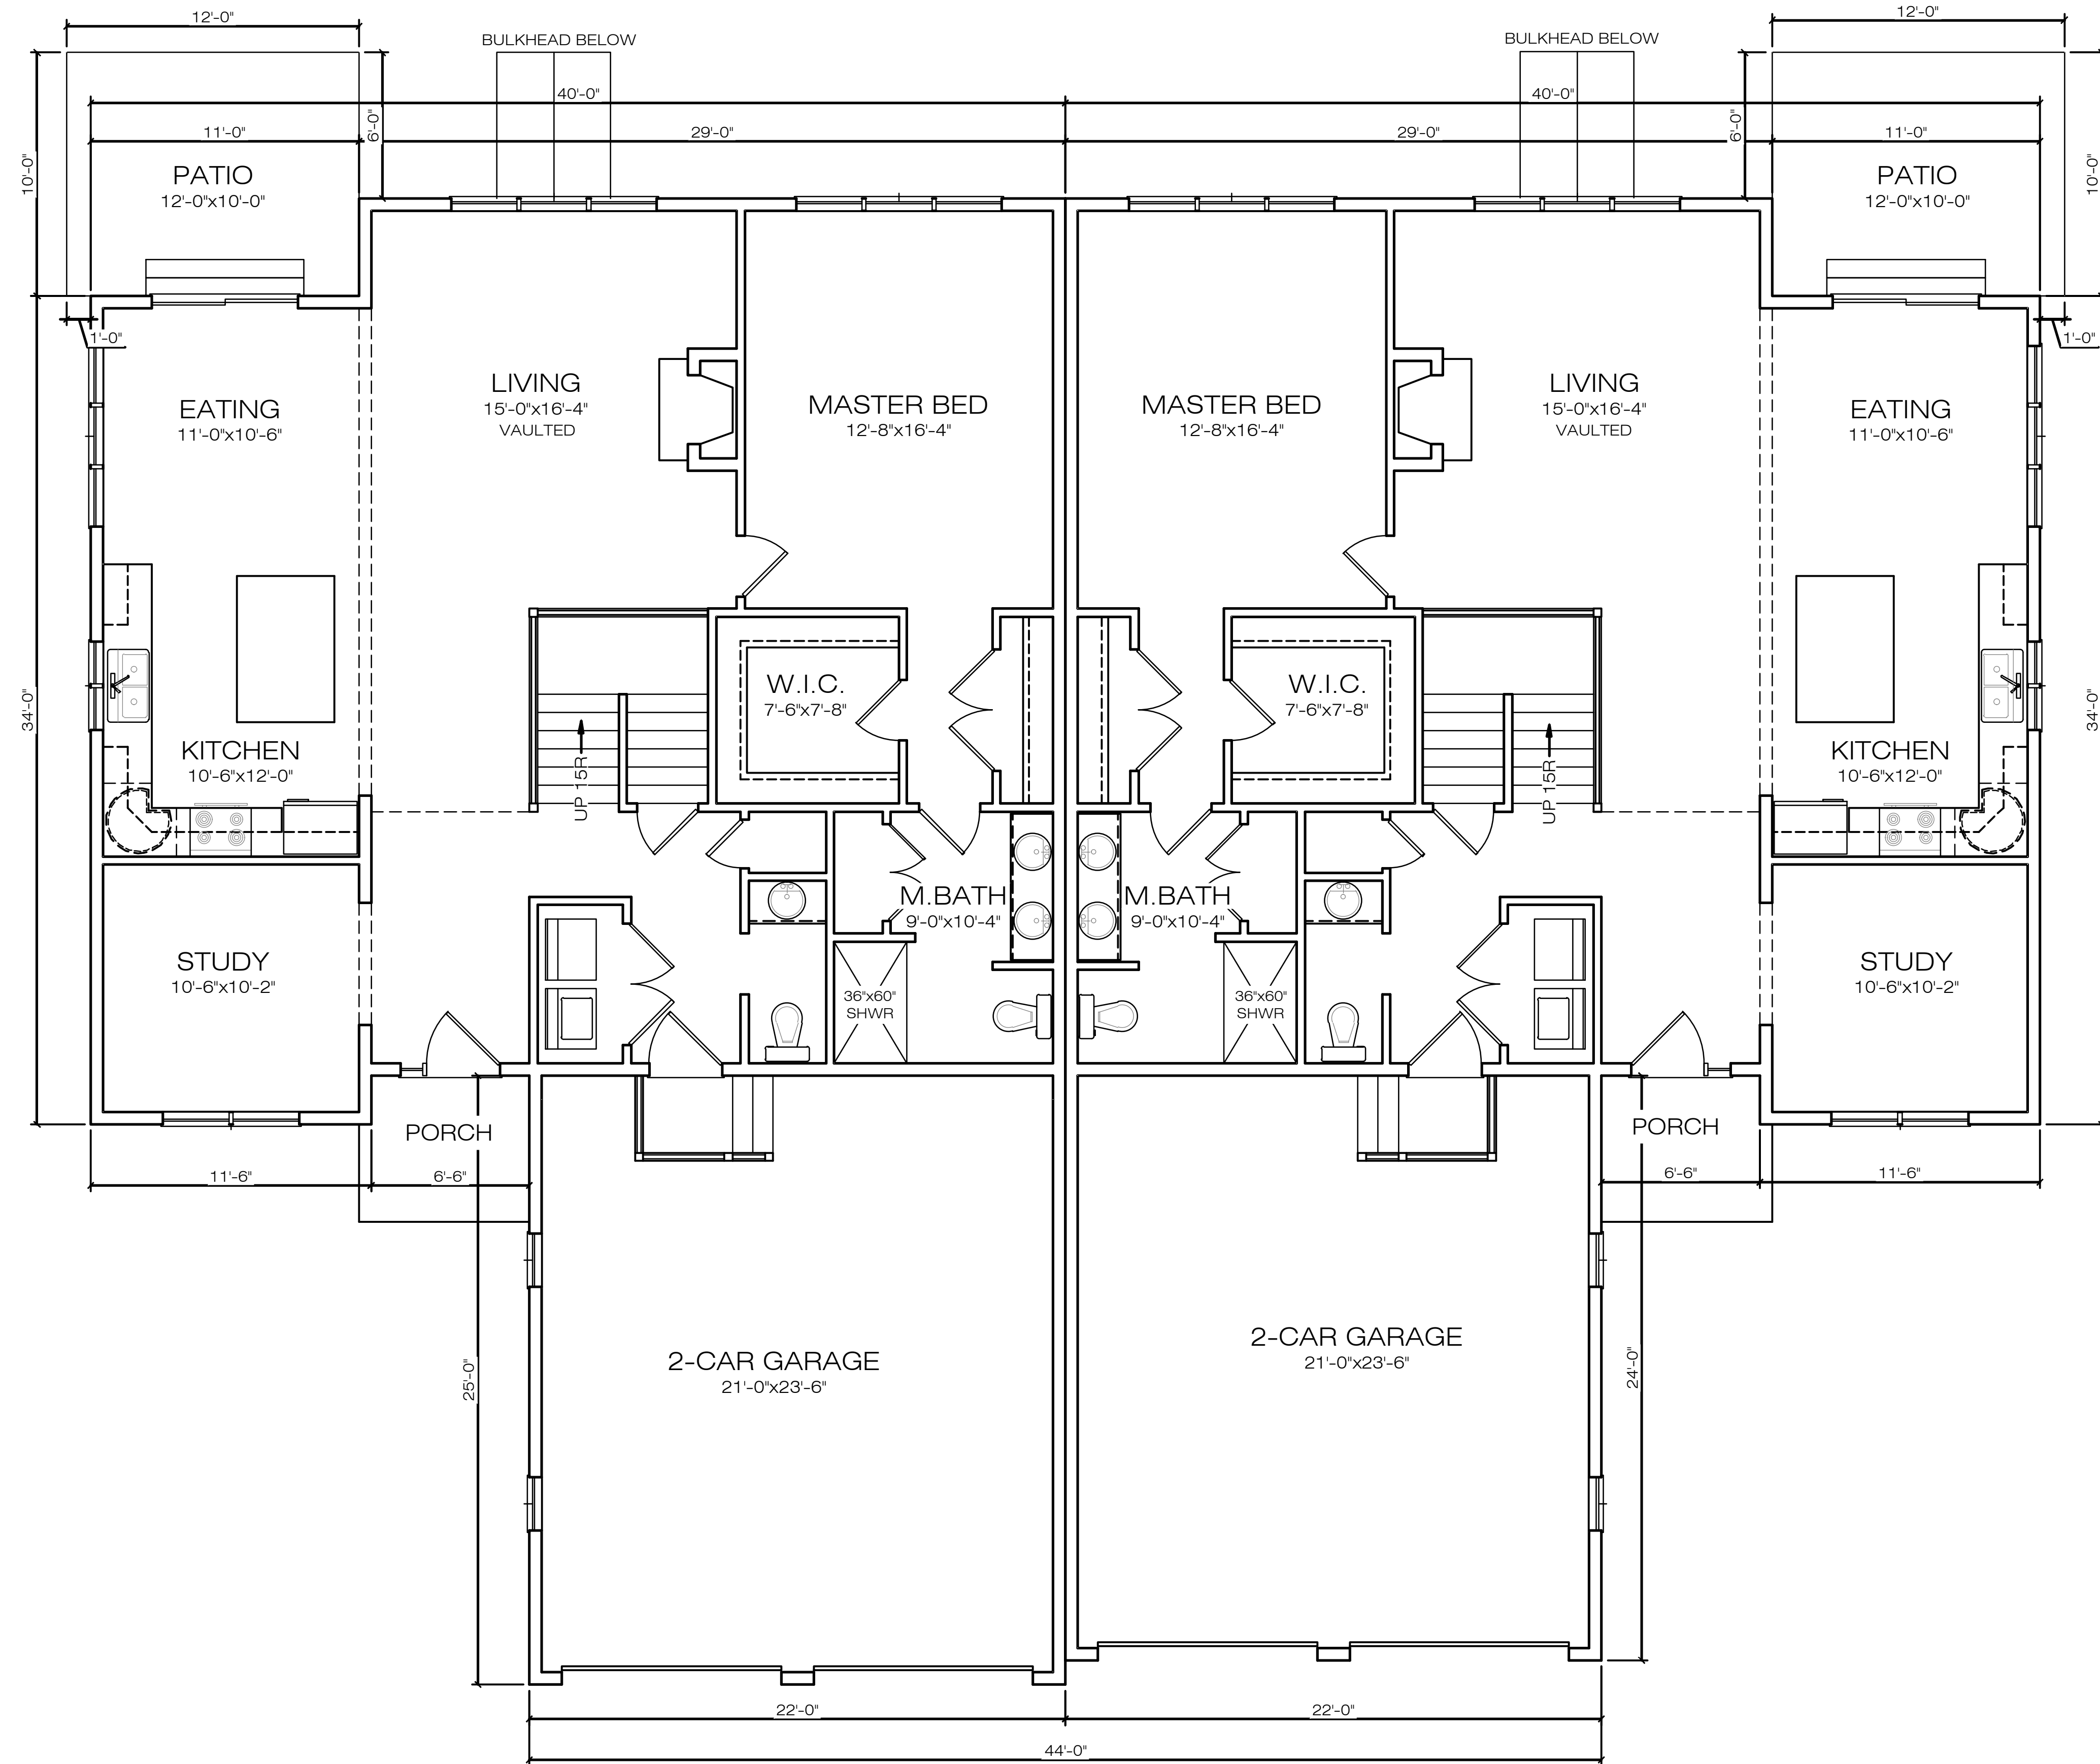 12'-0"
12'-0"
BULKHEAD BELOW
BULKHEAD BELOW
40'-0"
40'-0"
11'-0"
6'-0"
29'-0"
29'-0"
6'-0"
11'-0"
10'-0"
10'-0"
PATIO
12'-0"x10'-0"
PATIO
12'-0"x10'-0"
1'-0"
1'-0"
EATING
11'-0"x10'-6"
LIVING
15'-0"x16'-4"
VAULTED
MASTER BED
12'-8"x16'-4"
MASTER BED
12'-8"x16'-4"
LIVING
15'-0"x16'-4"
VAULTED
EATING
11'-0"x10'-6"
34'-0"
34'-0"
W.I.C.
7'-6"x7'-8"
W.I.C.
7'-6"x7'-8"
KITCHEN
10'-6"x12'-0"
UP 15R
UP 15R
KITCHEN
10'-6"x12'-0"
M.BATH
9'-0"x10'-4"
M.BATH
9'-0"x10'-4"
STUDY
10'-6"x10'-2"
36"x60"
SHWR
36"x60"
SHWR
STUDY
10'-6"x10'-2"
PORCH
PORCH
11'-6"
6'-6"
6'-6"
11'-6"
25'-0"
2-CAR GARAGE
21'-0"x23'-6"
2-CAR GARAGE
21'-0"x23'-6"
24'-0"
22'-0"
22'-0"
44'-0"